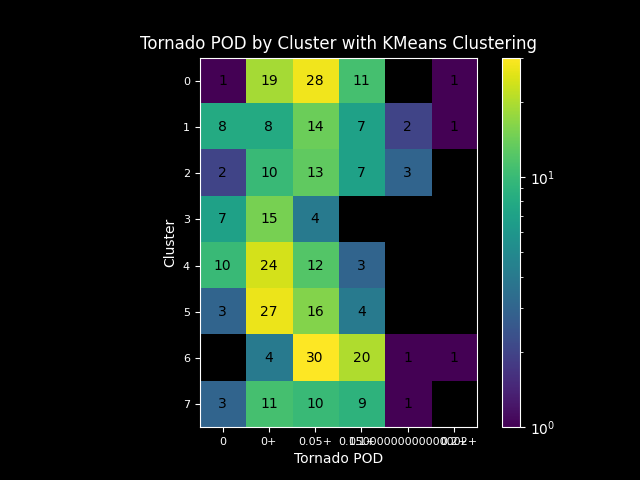 Tornado POD by Cluster with KMeans Clustering
0 1 19 28 11 1
1 8 8 14 7 2 1
2 2 10 13 7 3
3 7 15 4
4 10 24 12 3
5 3 27 16 4
6 4 30 20 1 1
7 3 11 10 9 1
Cluster
0 0+ 0.05+
Tornado POD
10¹
10⁰